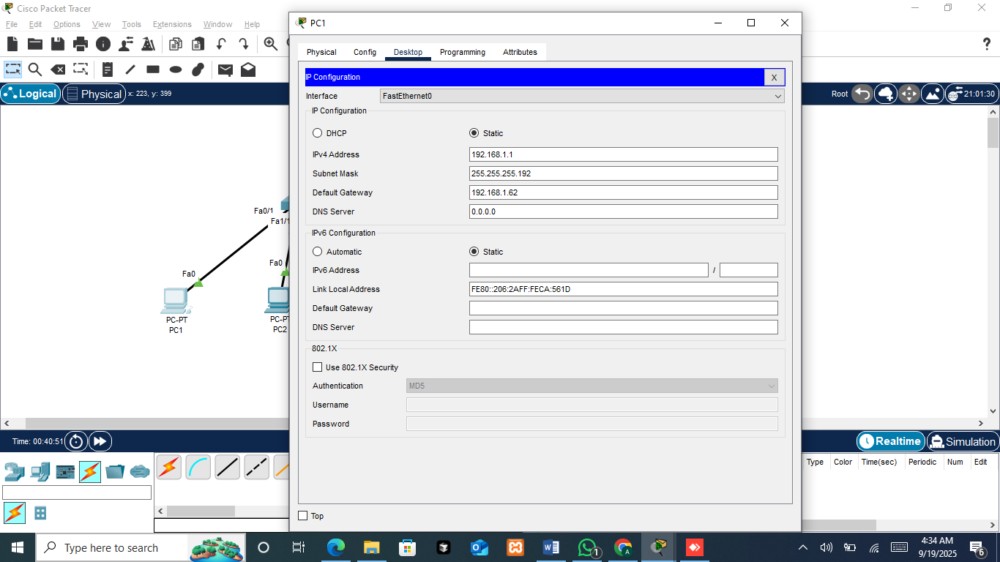 Cisco Packet Tracer
File Edit Options View Tools Extensions Window Help
Logical Physical x: 223, y: 399
Root 21:01:30
Fa0/1
Fa1/1
Fa0
Fa0
PC-PT
PC1
PC-PT
PC2
PC1
Physical Config Desktop Programming Attributes
IP Configuration X
Interface FastEthernet0
IP Configuration
DHCP Static
IPv4 Address 192.168.1.1
Subnet Mask 255.255.255.192
Default Gateway 192.168.1.62
DNS Server 0.0.0.0
IPv6 Configuration
Automatic Static
IPv6 Address /
Link Local Address FE80::206:2AFF:FECA:561D
Default Gateway
DNS Server
802.1X
Use 802.1X Security
Authentication MD5
Username
Password
Top
Time: 00:40:51
Realtime Simulation
Type Color Time(sec) Periodic Num Edit
Type here to search
1
4:34 AM
9/19/2025
6